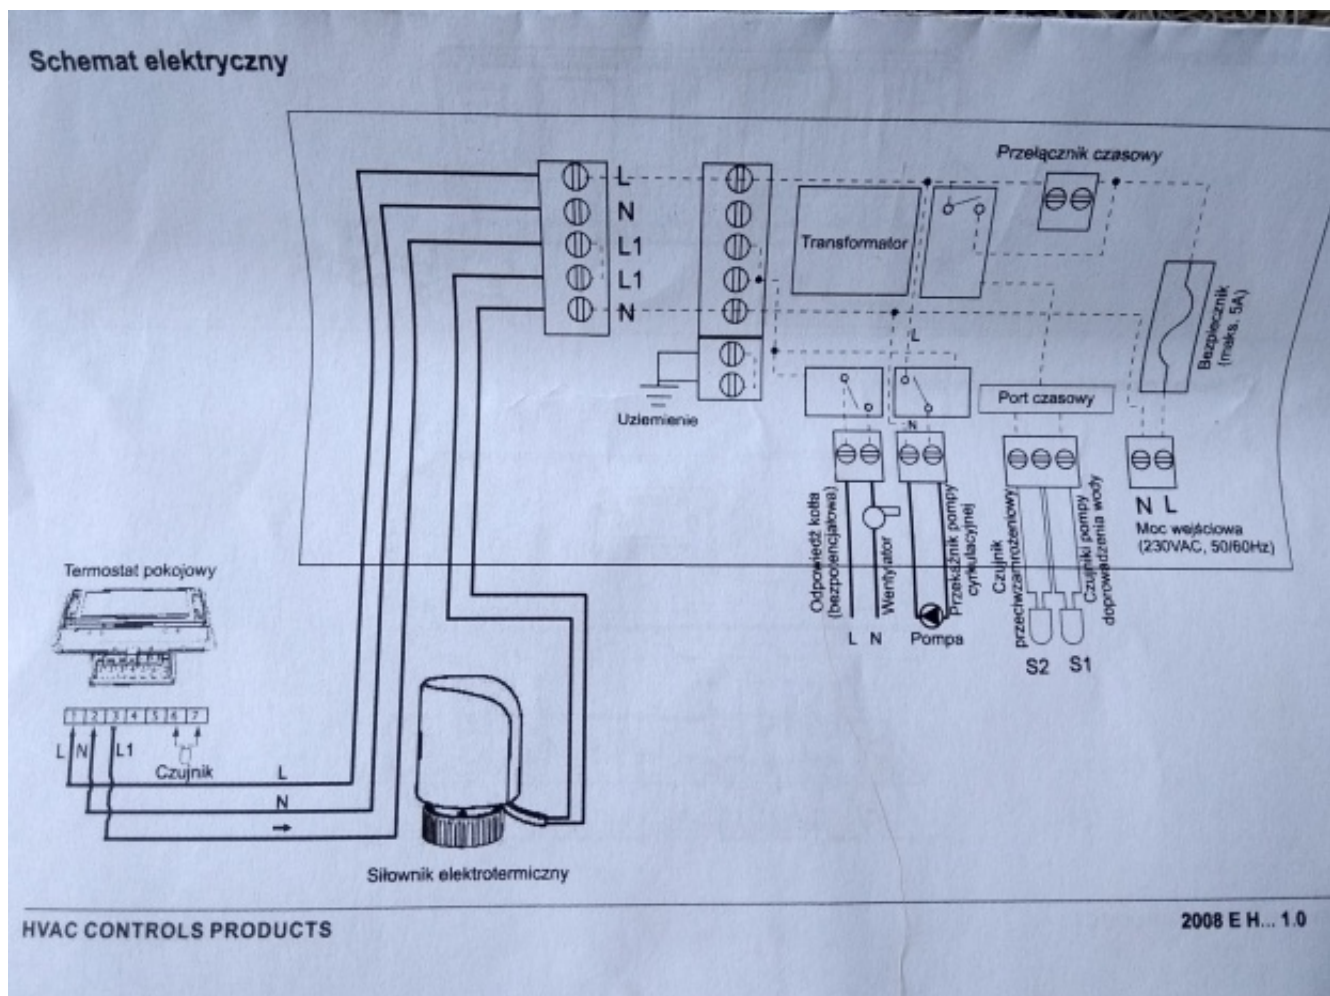 Schemat elektryczny
Przełącznik czasowy
L
N
L1
L1
N
Transformator
Bezpiecznik
(maks. 5A)
L
Uziemienie
Port czasowy
N
Odpowiedź kotła
(bezpotencjałowa)
Wentylator
Przekaźnik pompy
cyrkulacyjnej
Czujnik
przeciwzamrożeniowy
Czujniki pompy
doprowadzenia wody
N L
Moc wejściowa
(230VAC, 50/60Hz)
L N
Pompa
S2
S1
Termostat pokojowy
1 2 3 4 5 6 7
L N L1
Czujnik
L
N
Siłownik elektrotermiczny
HVAC CONTROLS PRODUCTS
2008 E H... 1.0